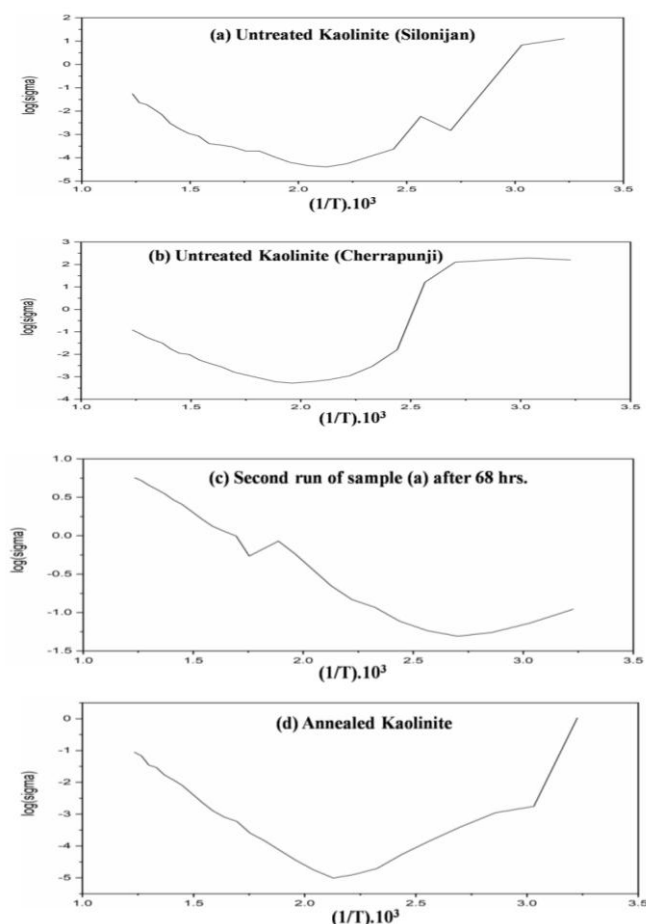 (a) Untreated Kaolinite (Silonijan)
2
1
0
-1
-2
-3
-4
-5
log(sigma)
1.0 1.5 2.0 2.5 3.0 3.5
(1/T).10³
(b) Untreated Kaolinite (Cherrapunji)
3
2
1
0
-1
-2
-3
-4
log(sigma)
1.0 1.5 2.0 2.5 3.0 3.5
(1/T).10³
(c) Second run of sample (a) after 68 hrs.
1.0
0.5
0.0
-0.5
-1.0
-1.5
log(sigma)
1.0 1.5 2.0 2.5 3.0 3.5
(1/T).10³
(d) Annealed Kaolinite
0
-1
-2
-3
-4
-5
log(sigma)
1.0 1.5 2.0 2.5 3.0 3.5
(1/T).10³